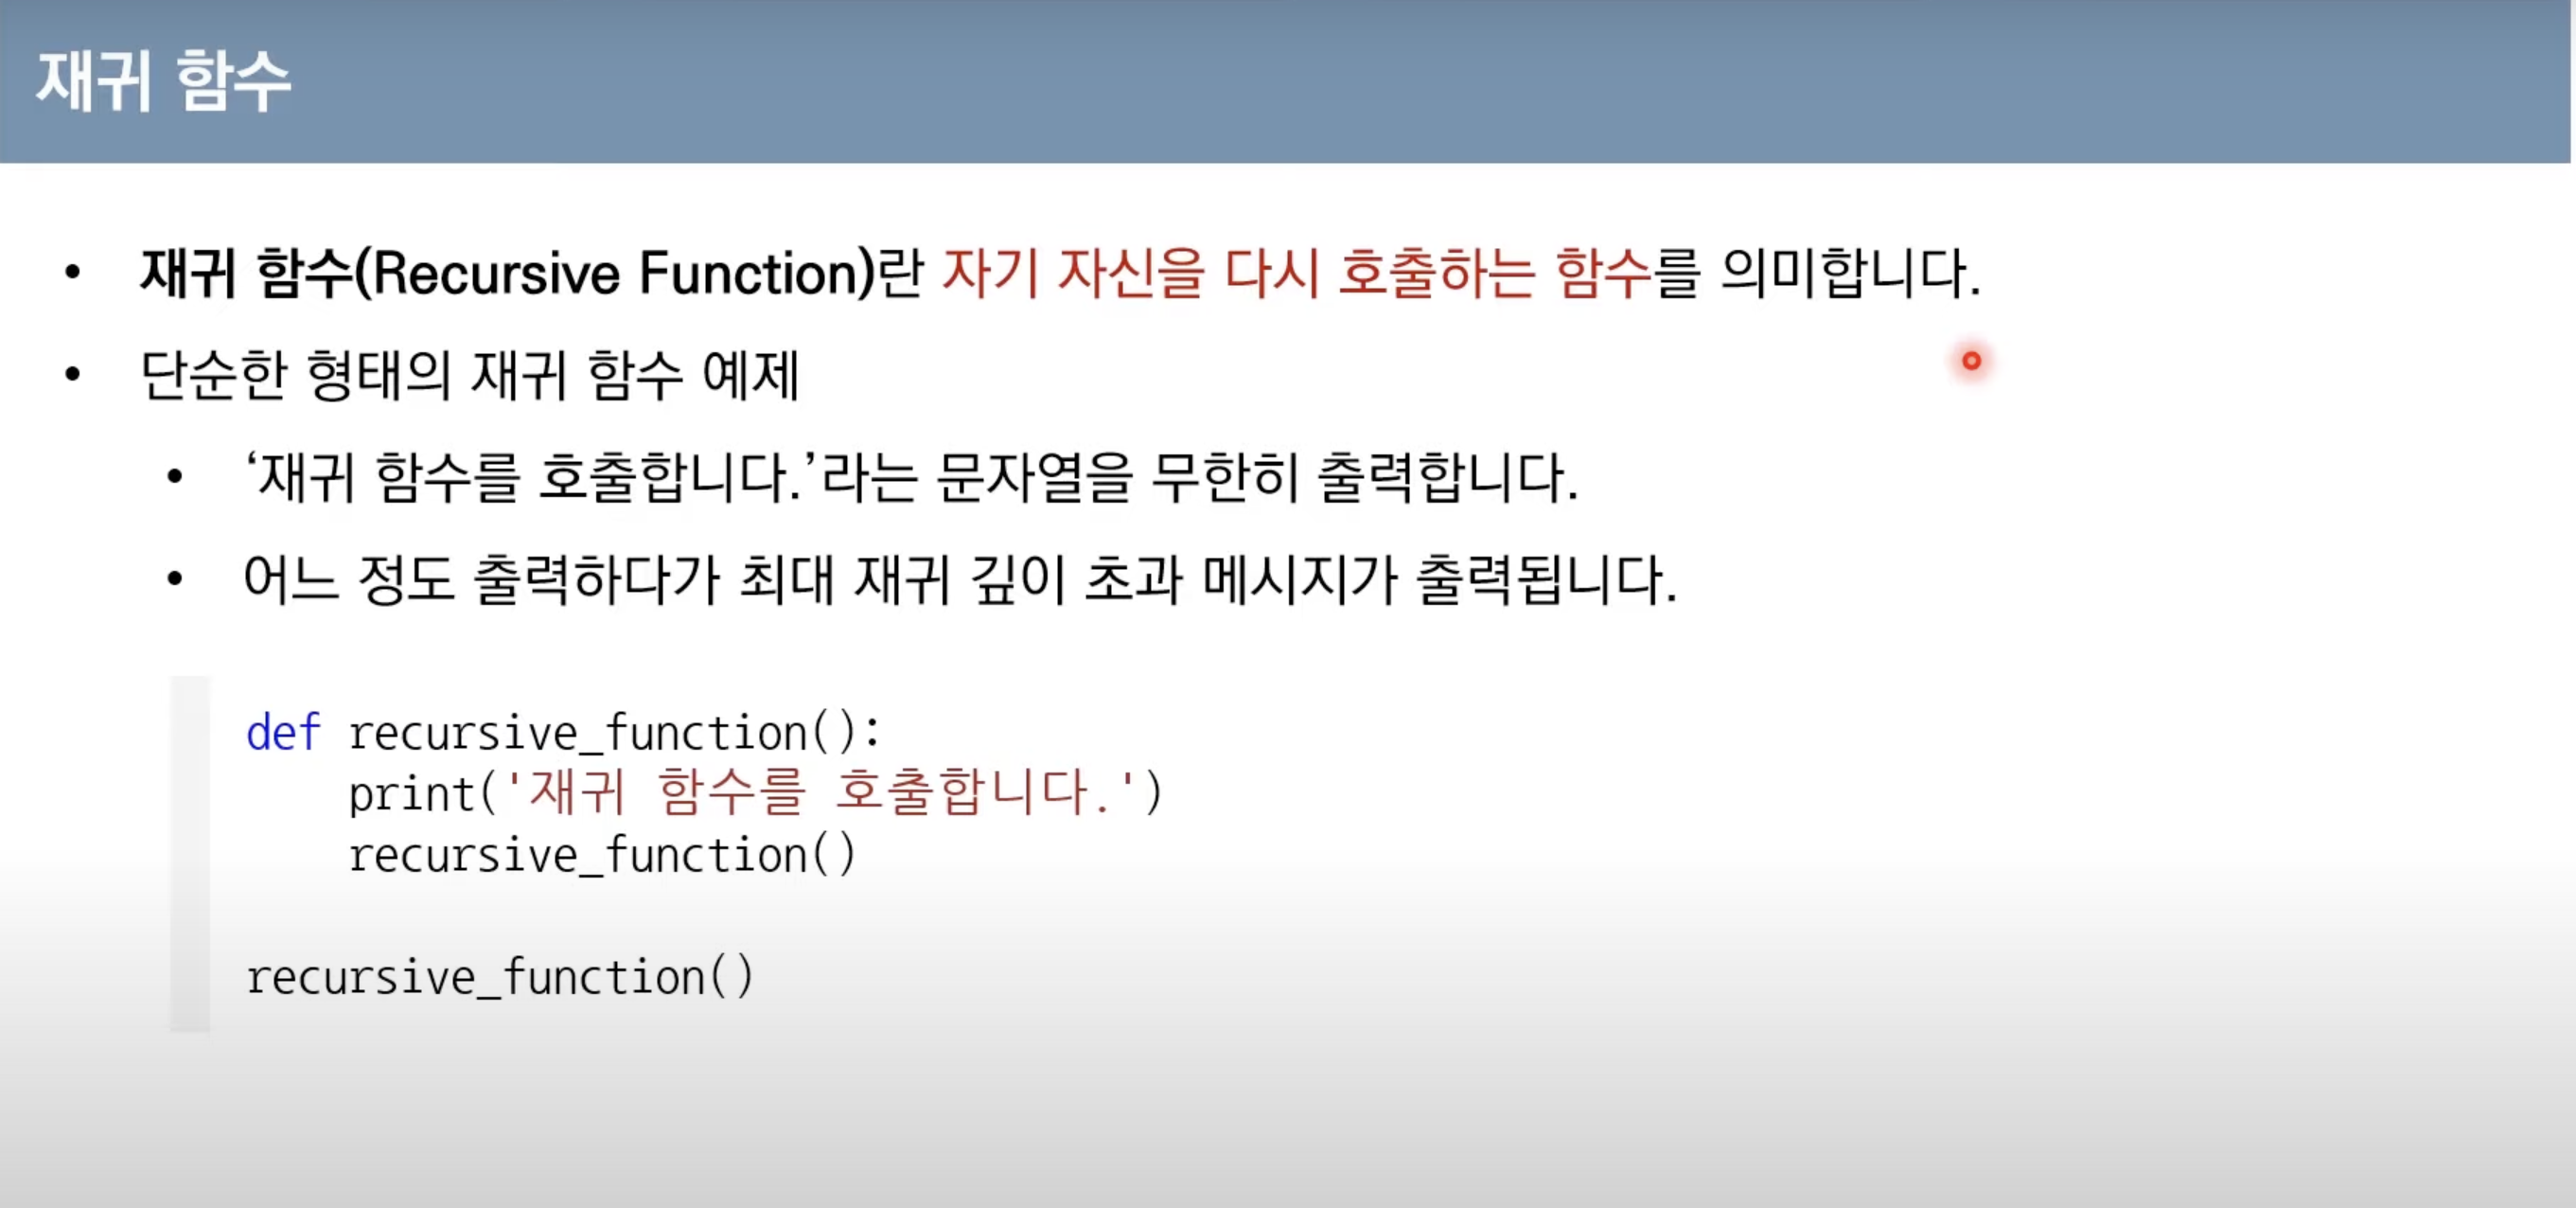 재귀 함수
• 재귀 함수(Recursive Function)란 자기 자신을 다시 호출하는 함수를 의미합니다.
• 단순한 형태의 재귀 함수 예제
• ‘재귀 함수를 호출합니다.’라는 문자열을 무한히 출력합니다.
• 어느 정도 출력하다가 최대 재귀 깊이 초과 메시지가 출력됩니다.
def recursive_function():
    print('재귀 함수를 호출합니다.')
    recursive_function()
recursive_function()